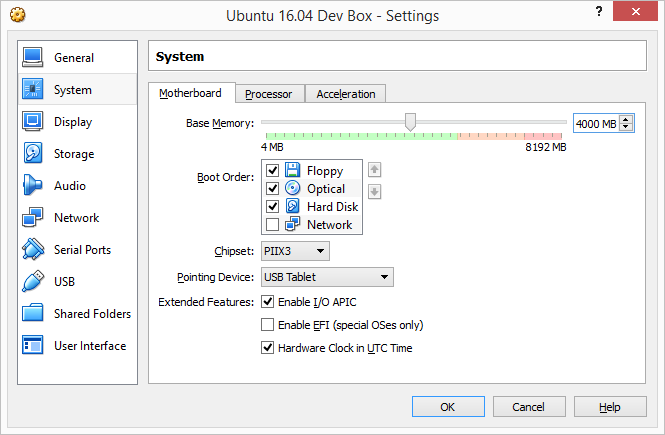 Ubuntu 16.04 Dev Box - Settings
?
General
System
Display
Storage
Audio
Network
Serial Ports
USB
Shared Folders
User Interface
System
Motherboard Processor Acceleration
Base Memory: 4000 MB
4 MB 8192 MB
Boot Order: Floppy
Optical
Hard Disk
Network
Chipset: PIIX3
Pointing Device: USB Tablet
Extended Features: Enable I/O APIC
Enable EFI (special OSes only)
Hardware Clock in UTC Time
OK Cancel Help